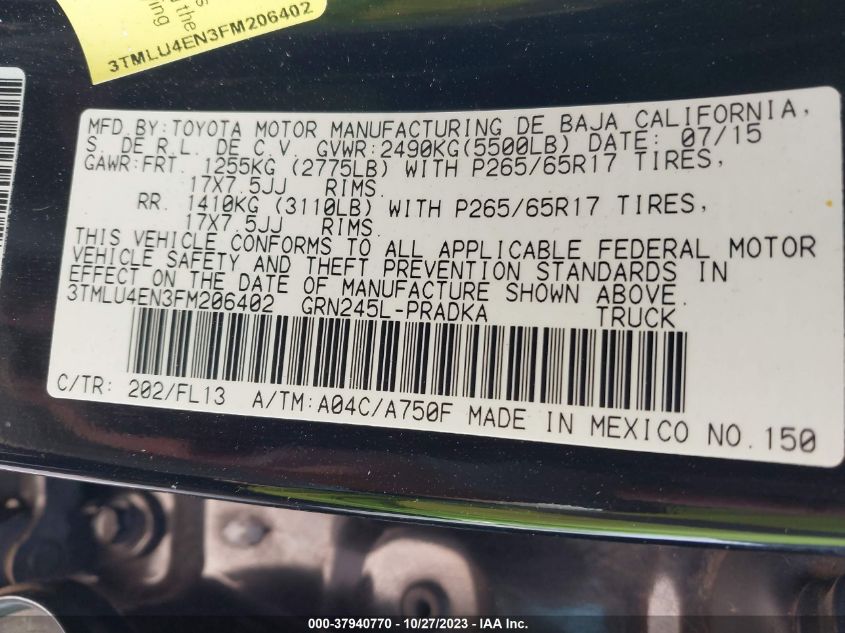 the
3TMLU4EN3FM206402
MFD.BY:TOYOTA MOTOR MANUFACTURING DE BAJA CALIFORNIA,
S. DE R.L. DE C.V. GVWR:2490KG(5500LB) DATE: 07/15
GAWR:FRT. 1255KG (2775LB) WITH P265/65R17 TIRES,
17X7.5JJ RIMS
RR. 1410KG (3110LB) WITH P265/65R17 TIRES,
17X7.5JJ RIMS
THIS VEHICLE CONFORMS TO ALL APPLICABLE FEDERAL MOTOR
VEHICLE SAFETY AND THEFT PREVENTION STANDARDS IN
EFFECT ON THE DATE OF MANUFACTURE SHOWN ABOVE.
3TMLU4EN3FM206402 GRN245L-PRADKA TRUCK
C/TR: 202/FL13 A/TM:A04C/A750F MADE IN MEXICO NO.150
000-37940770 - 10/27/2023 - Copyright © 2023 IAA, Inc.